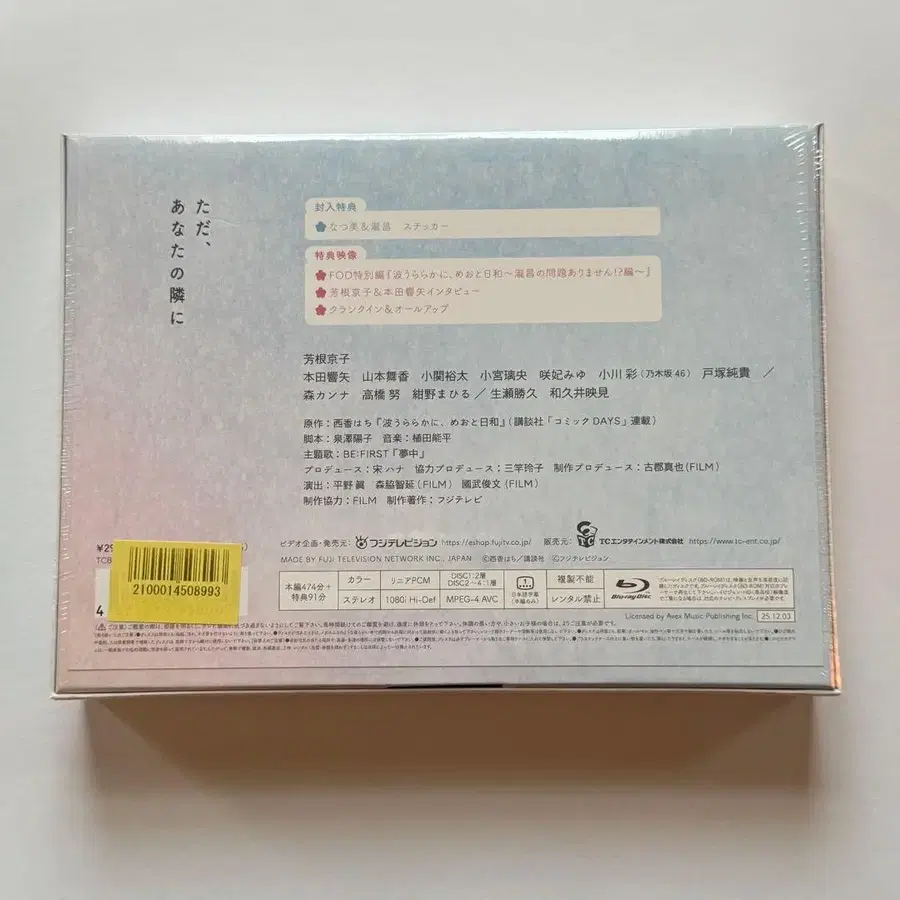 ただ、
あなたの隣に
封入特典
なつ美&瀧昌 ステッカー
特典映像
FOD特別編『波うららかに、めおと日和～瀧昌の問題ありません!?編～』
芳根京子&本田響矢インタビュー
クランクイン&オールアップ
芳根京子
本田響矢 山本舞香 小関裕太 小宮璃央 咲妃みゆ 小川 彩(乃木坂46) 戸塚純貴 ／
森カンナ 高橋 努 紺野まひる ／ 生瀬勝久 和久井映見
原作：西香はち『波うららかに、めおと日和』(講談社「コミックDAYS」連載)
脚本：泉澤陽子 音楽：植田能平
主題歌：BE:FIRST「夢中」
プロデュース：宋 ハナ 協力プロデュース：三竿玲子 制作プロデュース：古郡真也(FILM)
演出：平野 眞 森脇智延(FILM) 國武俊文(FILM)
制作協力：FILM 制作著作：フジテレビ
¥29
ビデオ企画・発売元： フジテレビジョン https://eshop.fujitv.co.jp/ 販売元： TC TCエンタテインメント株式会社 https://www.tc-ent.co.jp/
TCB
MADE BY FUJI TELEVISION NETWORK INC., JAPAN Ⓒ西香はち／講談社 Ⓒフジテレビジョン
2100014508993
4
本編474分+
特典91分
カラー
ステレオ
リニアPCM
1080i Hi-Def
DISC1:2層
DISC2～4:1層
MPEG-4 AVC
1
日本語字幕
(本編のみ)
複製不能
レンタル禁止
Blu-ray Disc
Licensed by Avex Music Publishing Inc.
25.12.03